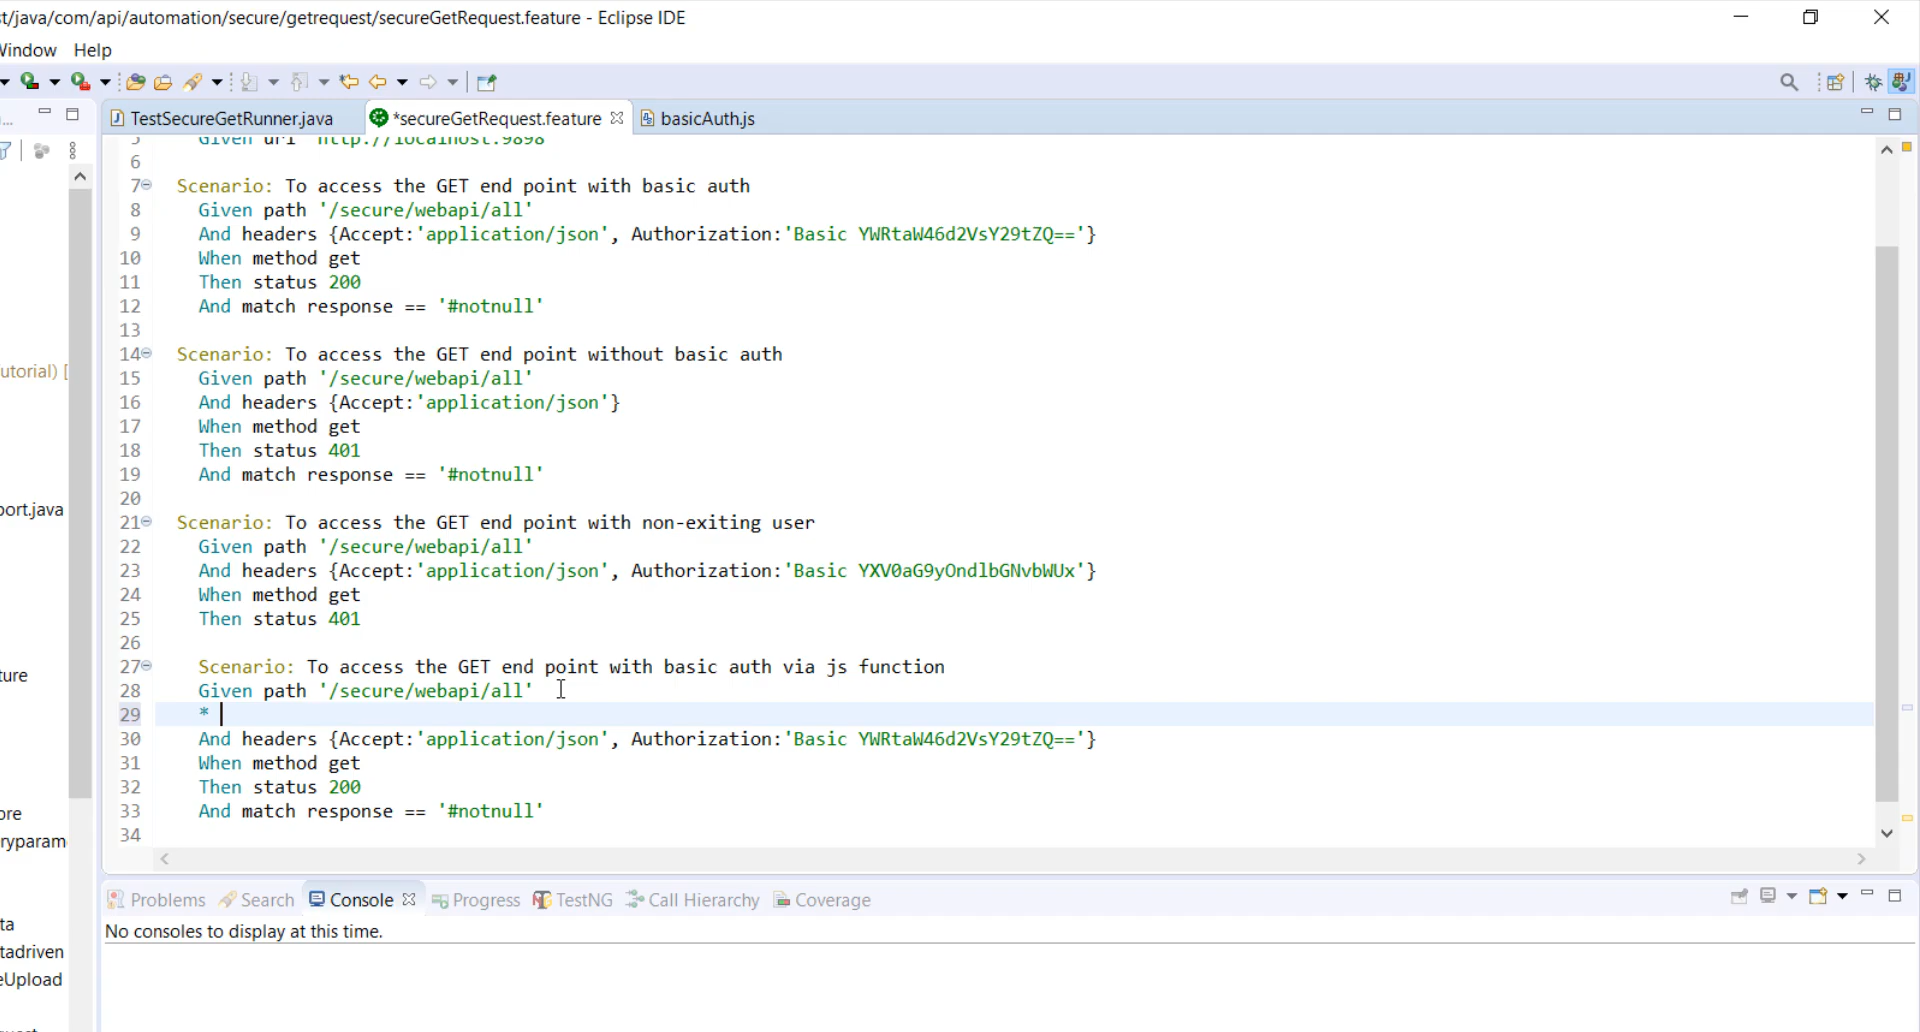 t/java/com/api/automation/secure/getrequest/secureGetRequest.feature - Eclipse IDE
Window Help
TestSecureGetRunner.java *secureGetRequest.feature basicAuth.js
5 Given url 'http://localhost:9898'
6
7 Scenario: To access the GET end point with basic auth
8 Given path '/secure/webapi/all'
9 And headers {Accept:'application/json', Authorization:'Basic YWRtaW46d2VsY29tZQ=='}
10 When method get
11 Then status 200
12 And match response == '#notnull'
13
14 Scenario: To access the GET end point without basic auth
15 Given path '/secure/webapi/all'
16 And headers {Accept:'application/json'}
17 When method get
18 Then status 401
19 And match response == '#notnull'
20
21 Scenario: To access the GET end point with non-exiting user
22 Given path '/secure/webapi/all'
23 And headers {Accept:'application/json', Authorization:'Basic YXV0aG9yOndlbGNvbWUx'}
24 When method get
25 Then status 401
26
27 Scenario: To access the GET end point with basic auth via js function
28 Given path '/secure/webapi/all'
29 *
30 And headers {Accept:'application/json', Authorization:'Basic YWRtaW46d2VsY29tZQ=='}
31 When method get
32 Then status 200
33 And match response == '#notnull'
34
utorial) [
port.java
ture
ore
ryparam
ta
tadriven
eUpload
Problems Search Console Progress TestNG Call Hierarchy Coverage
No consoles to display at this time.